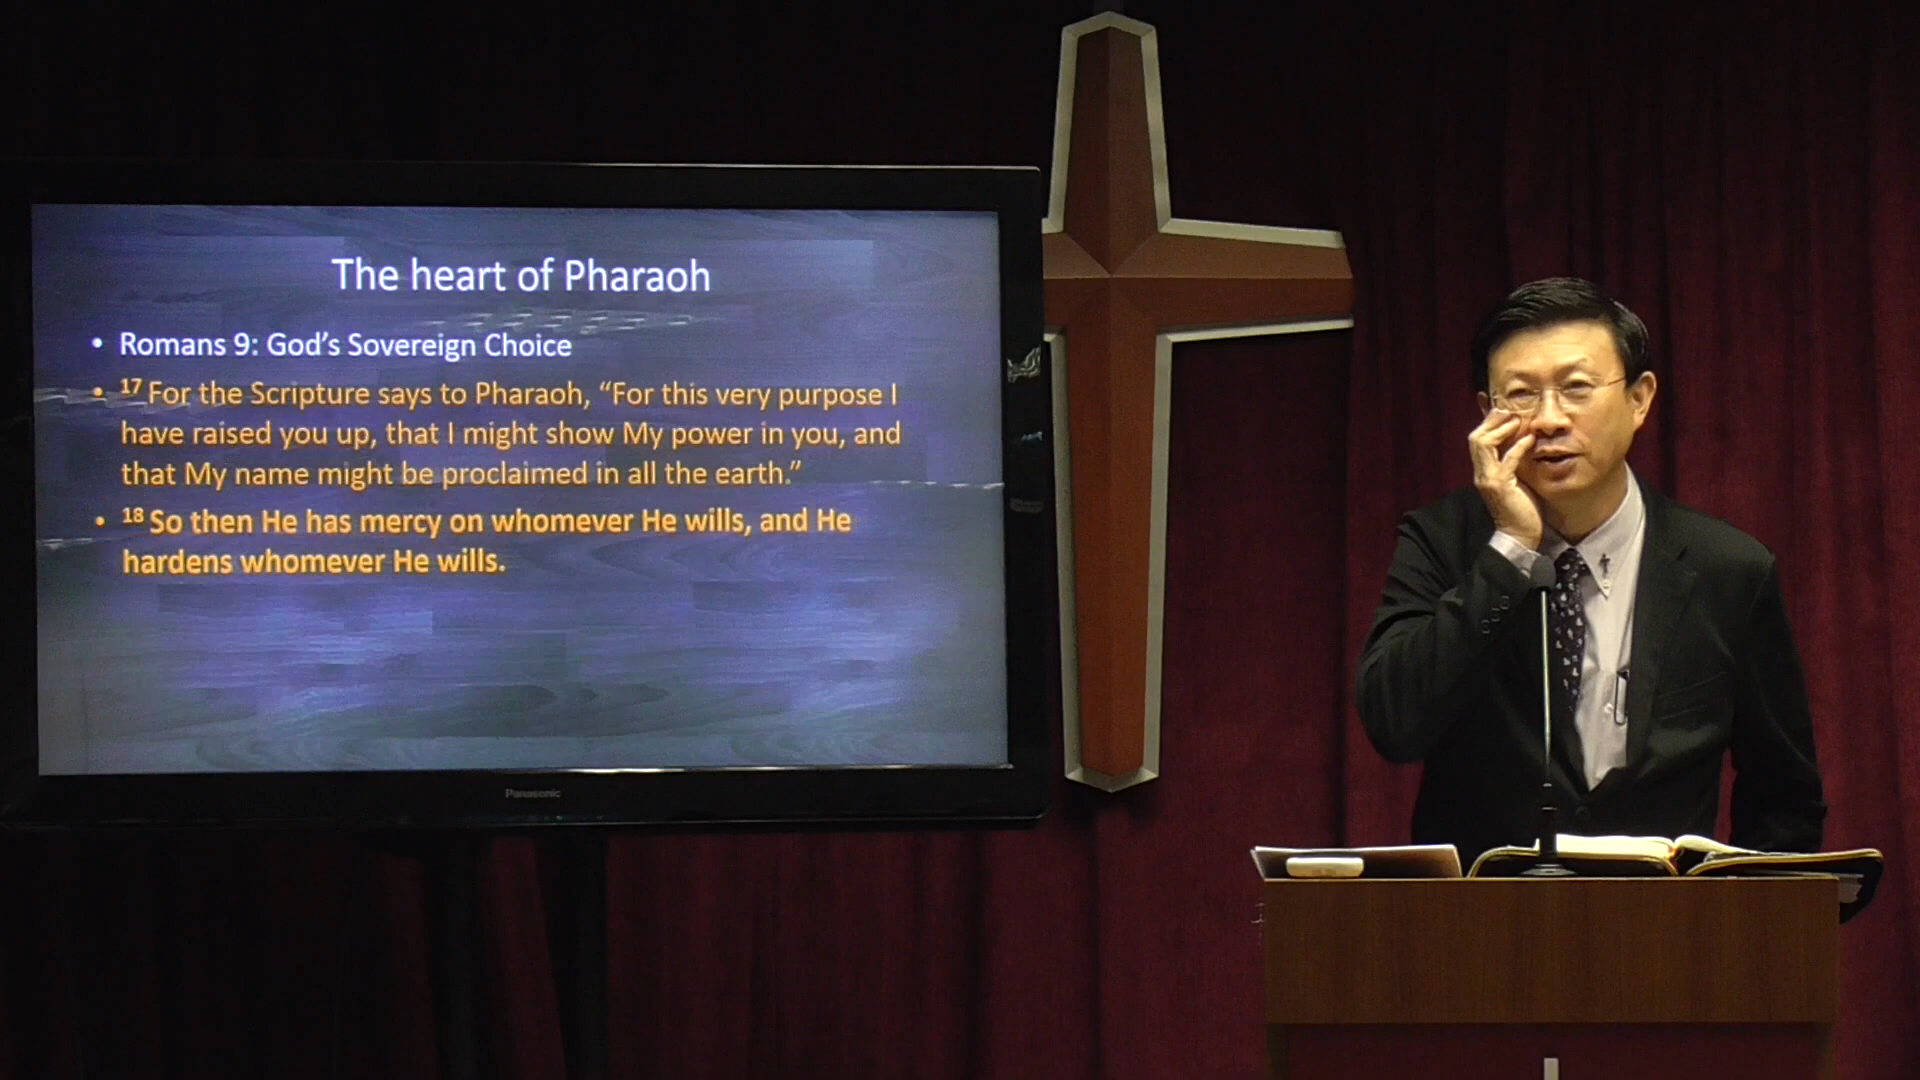 The heart of Pharaoh
• Romans 9: God's Sovereign Choice
• 17 For the Scripture says to Pharaoh, “For this very purpose I
have raised you up, that I might show My power in you, and
that My name might be proclaimed in all the earth.”
• 18 So then He has mercy on whomever He wills, and He
hardens whomever He wills.
Panasonic